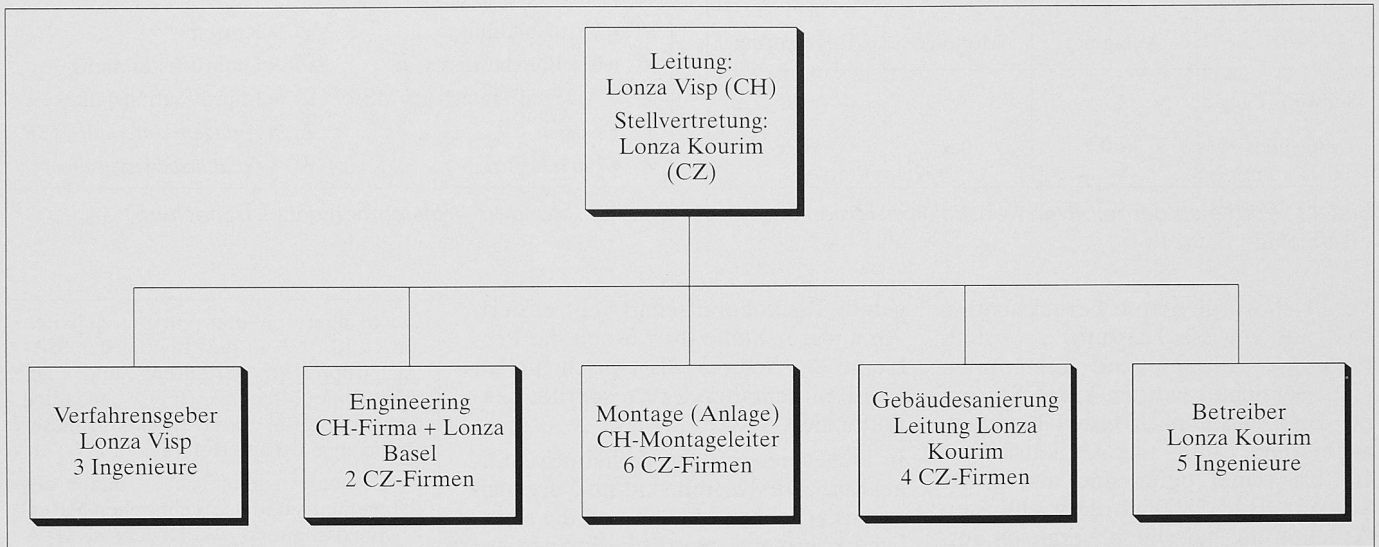 Leitung:
Lonza Visp (CH)
Stellvertretung:
Lonza Kourim
(CZ)
Verfahrensgeber
Lonza Visp
3 Ingenieure
Engineering
CH-Firma + Lonza
Basel
2 CZ-Firmen
Montage (Anlage)
CH-Montageleiter
6 CZ-Firmen
Gebäudesanierung
Leitung Lonza
Kourim
4 CZ-Firmen
Betreiber
Lonza Kourim
5 Ingenieure